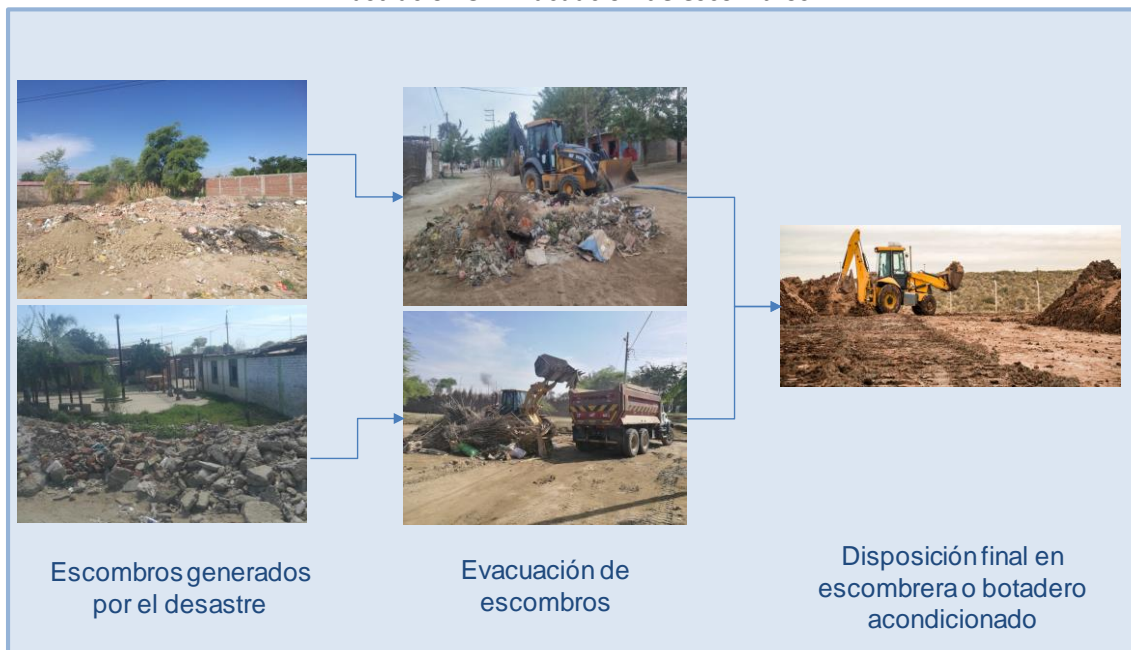 Escombros generados
por el desastre
Evacuación de
escombros
Disposición final en
escombrera o botadero
acondicionado